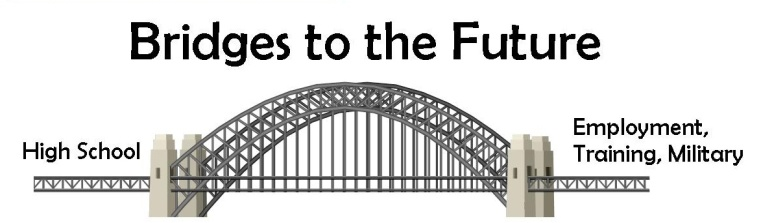 Bridges to the Future
High School
Employment,
Training, Military